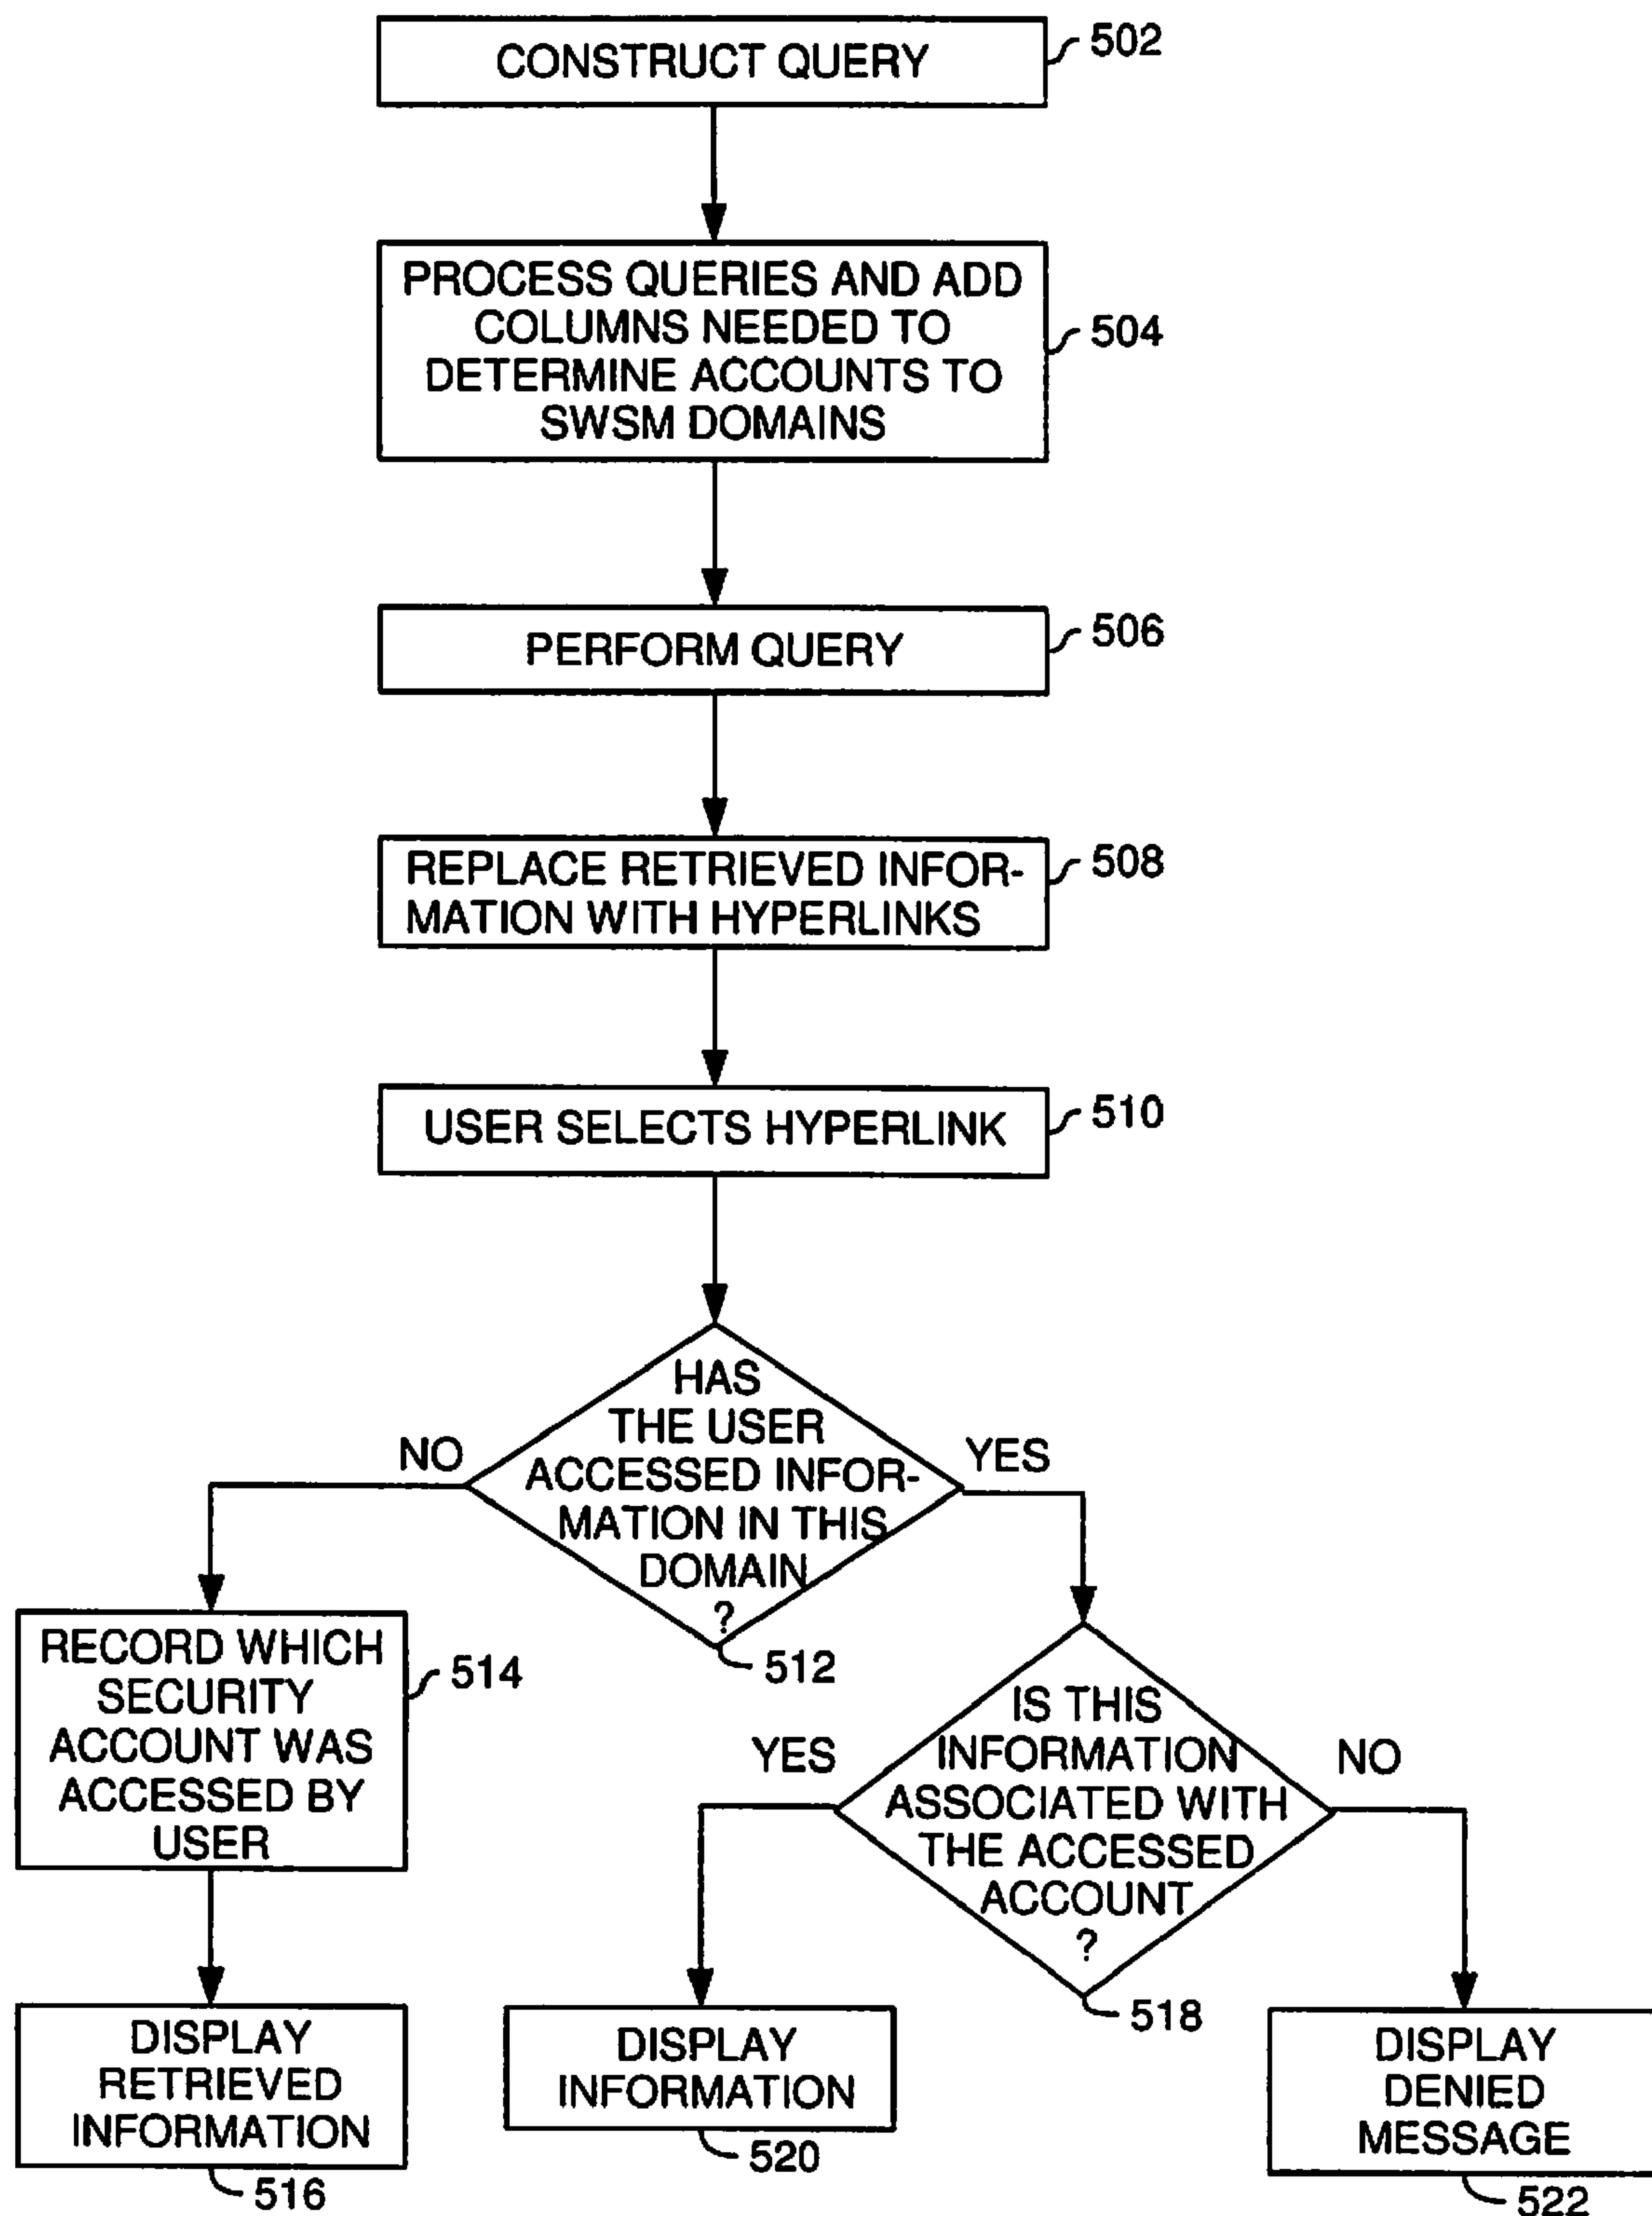 CONSTRUCT QUERY
502
PROCESS QUERIES AND ADD
COLUMNS NEEDED TO
DETERMINE ACCOUNTS TO
SWSM DOMAINS
504
PERFORM QUERY
506
REPLACE RETRIEVED INFOR-
MATION WITH HYPERLINKS
508
USER SELECTS HYPERLINK
510
HAS
THE USER
ACCESSED INFOR-
MATION IN THIS
DOMAIN
?
512
NO
YES
RECORD WHICH
SECURITY
ACCOUNT WAS
ACCESSED BY
USER
514
IS THIS
INFORMATION
ASSOCIATED WITH
THE ACCESSED
ACCOUNT
?
518
YES
NO
DISPLAY
RETRIEVED
INFORMATION
516
DISPLAY
INFORMATION
520
DISPLAY
DENIED
MESSAGE
522